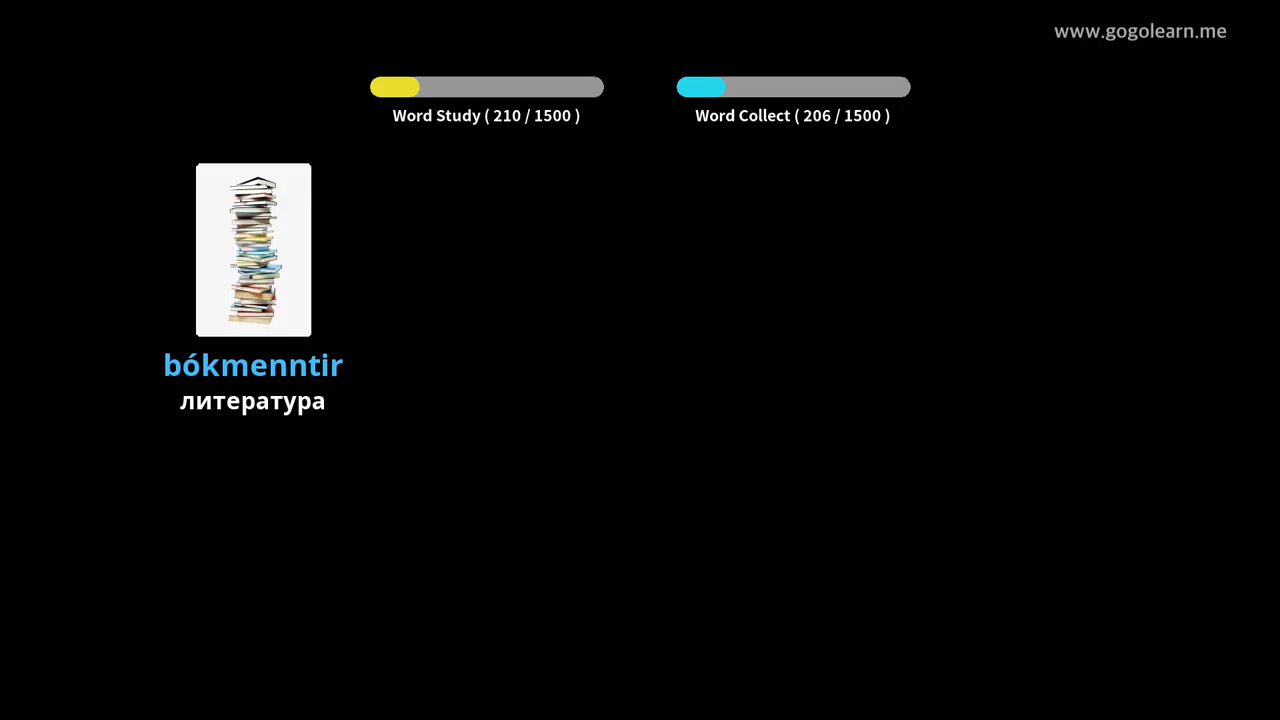 www.gogolearn.me
Word Study ( 210 / 1500 )
Word Collect ( 206 / 1500 )
bókmenntir
литература